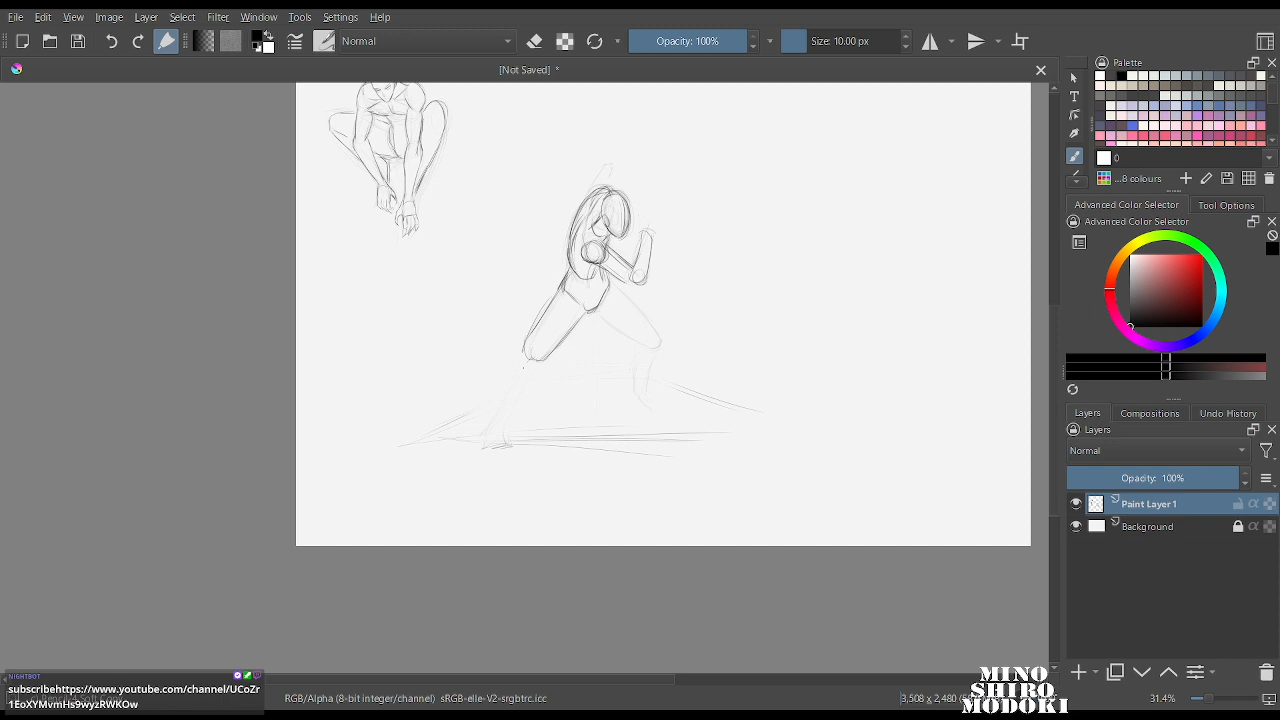 File Edit View Image Layer Select Filter Window Tools Settings Help
Normal Opacity: 100% Size: 10.00 px
[Not Saved] *
Palette
0
...8 colours
Advanced Color Selector Tool Options
Advanced Color Selector
Layers Compositions Undo History
Layers
Normal
Opacity: 100%
Paint Layer 1
Background
NIGHTBOT
subscribehttps://www.youtube.com/channel/UCoZr
1EoXYMvmHs9wyzRWKOw
RGB/Alpha (8-bit integer/channel) sRGB-elle-V2-srgbtrc.icc
3,508 x 2,480
31.4%
MINO
SHIRO
MODOKI